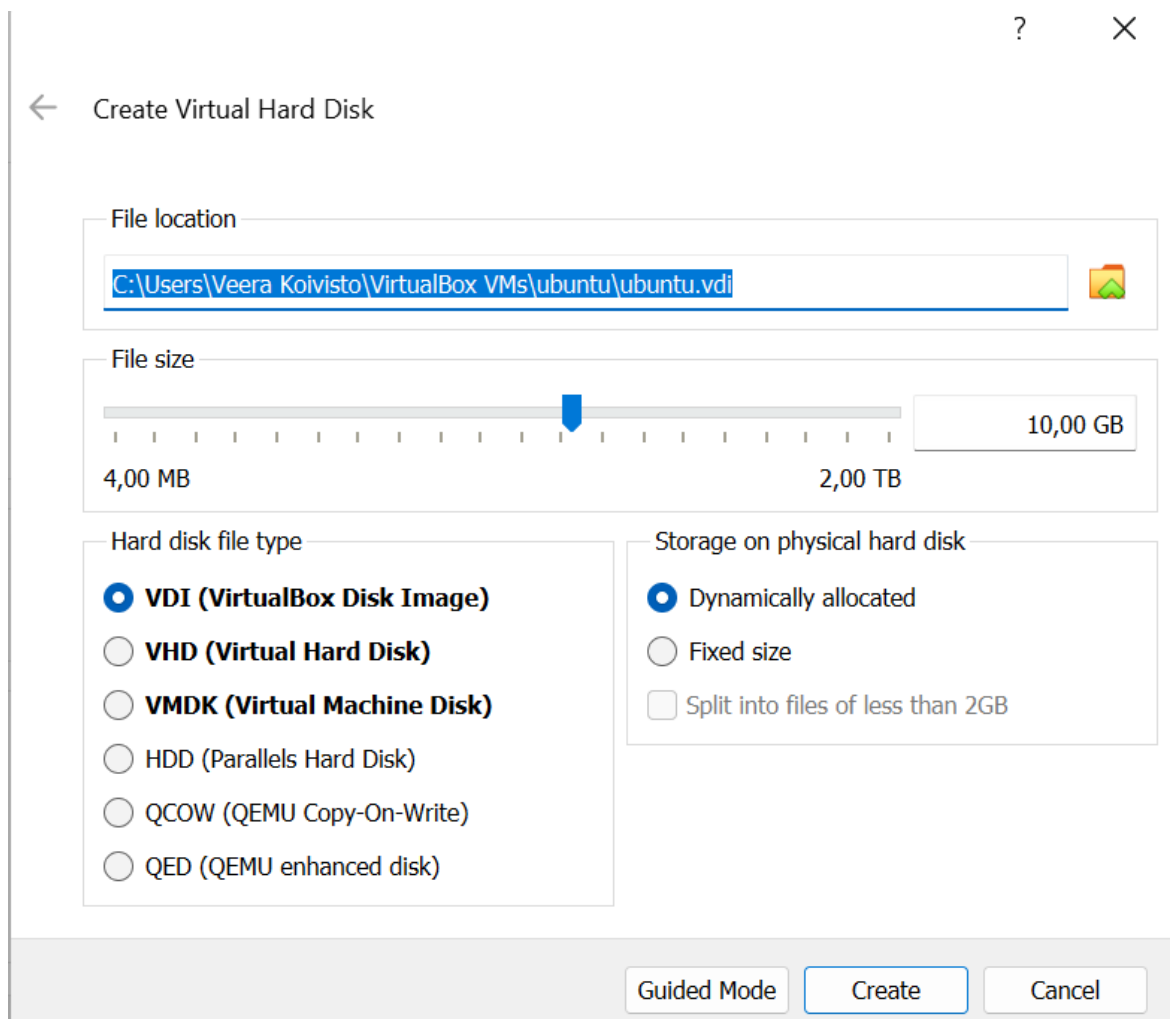 ?
Create Virtual Hard Disk
File location
C:\Users\Veera Koivisto\VirtualBox VMs\ubuntu\ubuntu.vdi
File size
10,00 GB
4,00 MB 2,00 TB
Hard disk file type
VDI (VirtualBox Disk Image)
VHD (Virtual Hard Disk)
VMDK (Virtual Machine Disk)
HDD (Parallels Hard Disk)
QCOW (QEMU Copy-On-Write)
QED (QEMU enhanced disk)
Storage on physical hard disk
Dynamically allocated
Fixed size
Split into files of less than 2GB
Guided Mode Create Cancel